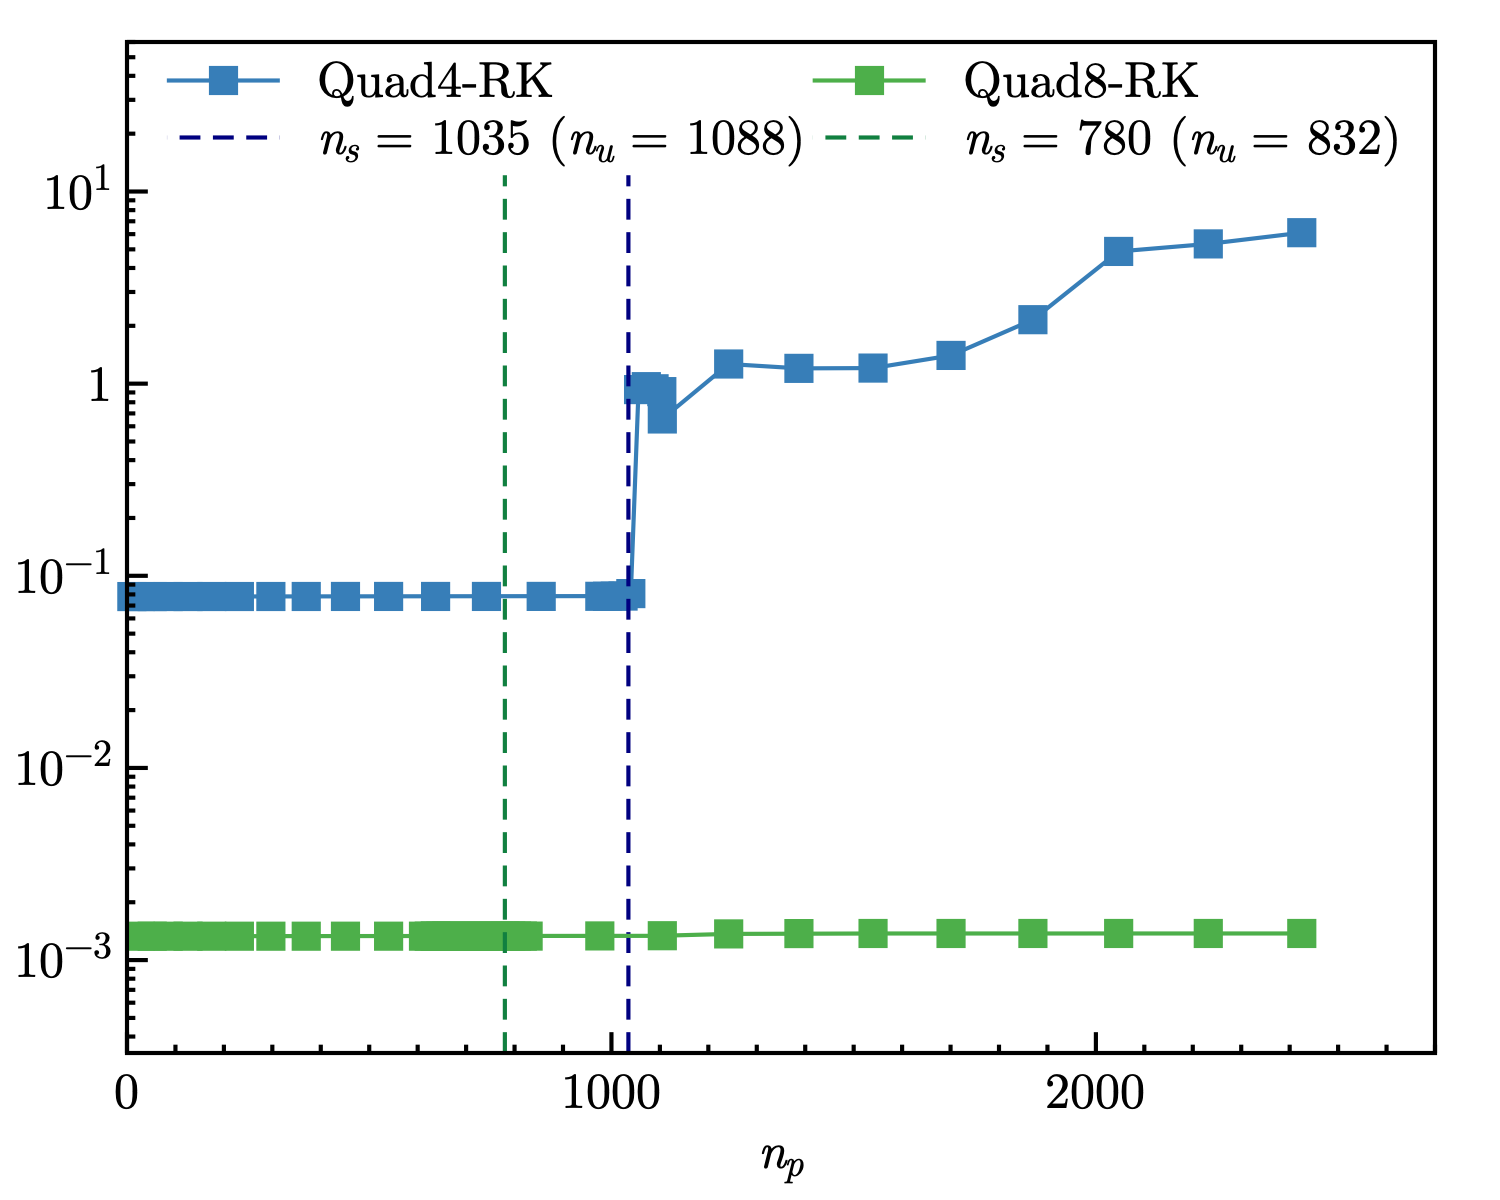 Quad4-RK Quad8-RK
n_s = 1035 (n_u = 1088) n_s = 780 (n_u = 832)
10^1
1
10^−1
10^−2
10^−3
0 1000 2000
n_p